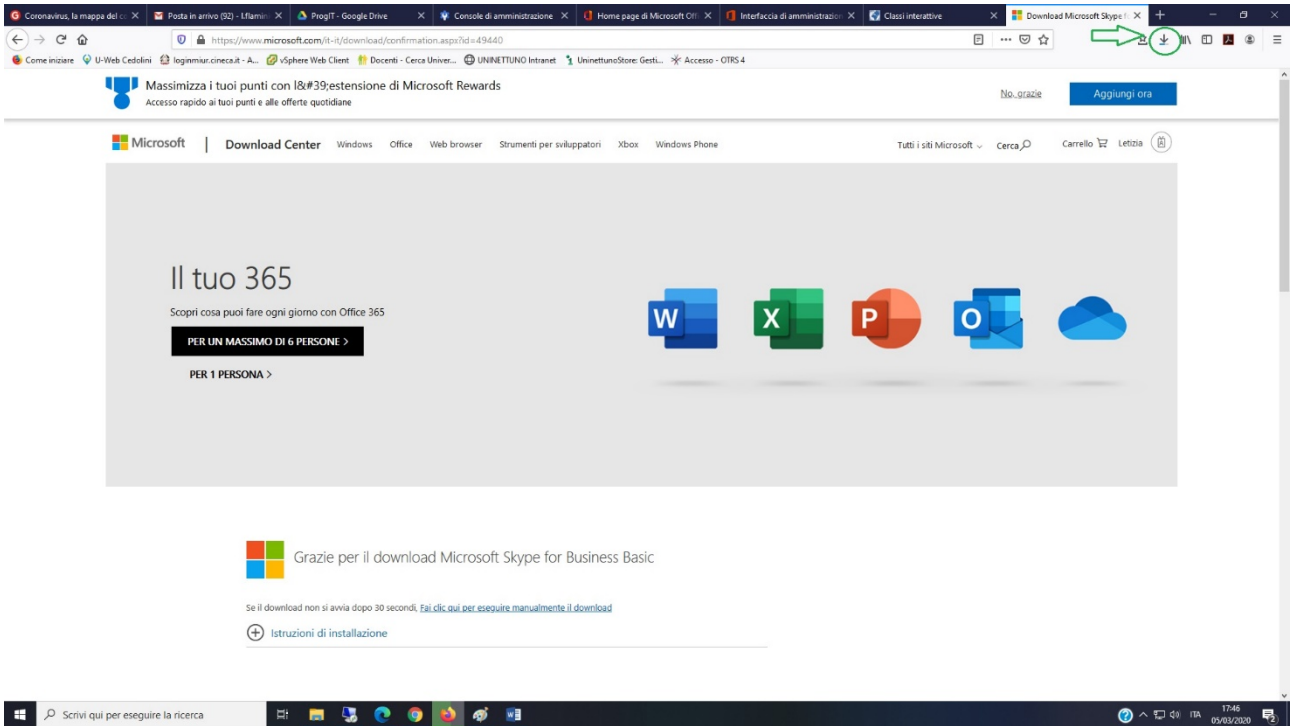 Coronavirus, la mappa del co
Posta in arrivo (92) - l.flamini
ProgIT - Google Drive
Console di amministrazione
Home page di Microsoft Offi
Interfaccia di amministrazion
Classi interattive
Download Microsoft Skype fo
https://www.microsoft.com/it-it/download/confirmation.aspx?id=49440
Come iniziare
U-Web Cedolini
loginmiur.cineca.it - A...
vSphere Web Client
Docenti - Cerca Univer...
UNINETTUNO Intranet
UninettunoStore: Gesti...
Accesso - OTRS 4
Massimizza i tuoi punti con l&#39;estensione di Microsoft Rewards
Accesso rapido ai tuoi punti e alle offerte quotidiane
No, grazie
Aggiungi ora
Microsoft
Download Center
Windows
Office
Web browser
Strumenti per sviluppatori
Xbox
Windows Phone
Tutti i siti Microsoft
Cerca
Carrello
Letizia
Il tuo 365
Scopri cosa puoi fare ogni giorno con Office 365
PER UN MASSIMO DI 6 PERSONE >
PER 1 PERSONA >
W
X
P
O
Grazie per il download Microsoft Skype for Business Basic
Se il download non si avvia dopo 30 secondi, Fai clic qui per eseguire manualmente il download
Istruzioni di installazione
Scrivi qui per eseguire la ricerca
ITA
17:46
05/03/2020